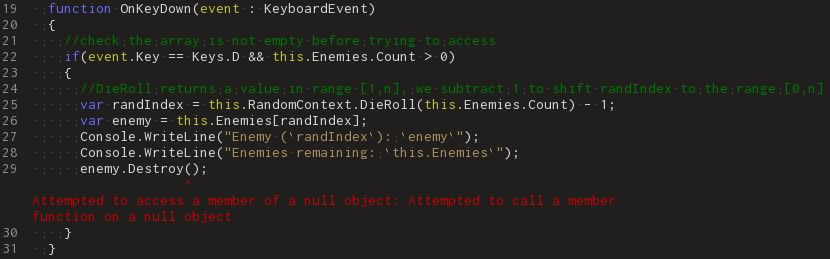 19 function OnKeyDown(event : KeyboardEvent)
20 {
21 //check the array is not empty before trying to access
22 if(event.Key == Keys.D && this.Enemies.Count > 0)
23 {
24 //DieRoll returns a value in range [1,n], we subtract 1 to shift randIndex to the range [0,n]
25 var randIndex = this.RandomContext.DieRoll(this.Enemies.Count) - 1;
26 var enemy = this.Enemies[randIndex];
27 Console.WriteLine("Enemy (`randIndex`): `enemy`");
28 Console.WriteLine("Enemies remaining: `this.Enemies`");
29 enemy.Destroy();
^
Attempted to access a member of a null object: Attempted to call a member
function on a null object
30 }
31 }